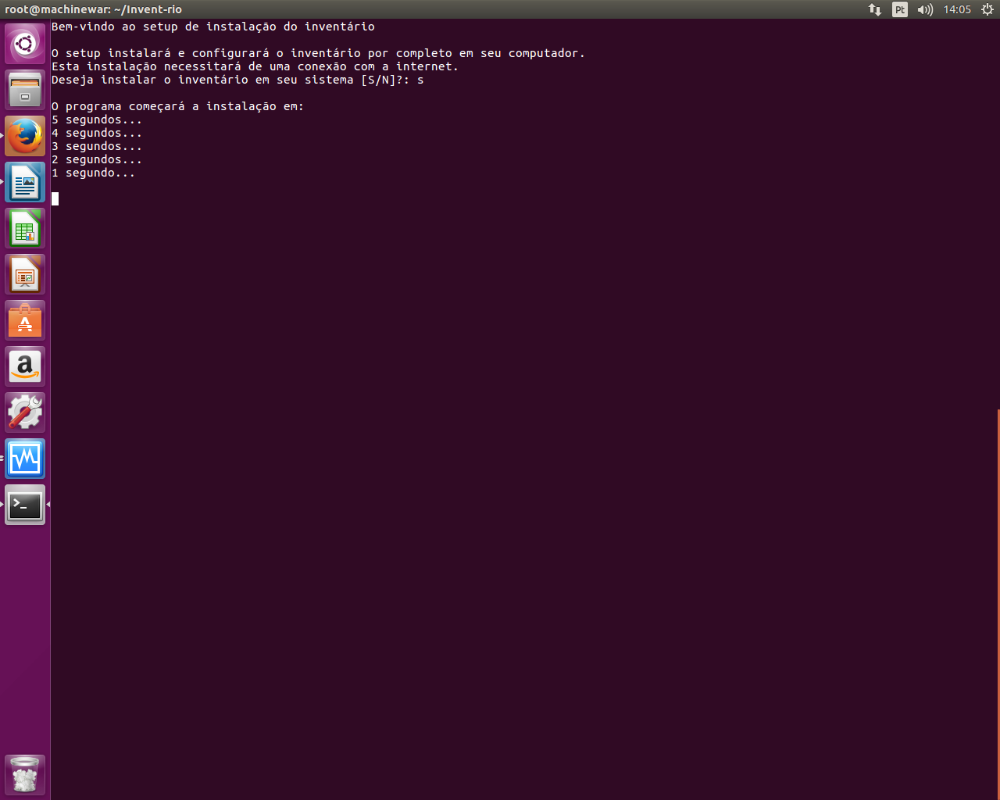 root@machinewar: ~/Invent-rio
Pt
14:05
Bem-vindo ao setup de instalação do inventário
O setup instalará e configurará o inventário por completo em seu computador.
Esta instalação necessitará de uma conexão com a internet.
Deseja instalar o inventário em seu sistema [S/N]?: s
O programa começará a instalação em:
5 segundos...
4 segundos...
3 segundos...
2 segundos...
1 segundo...